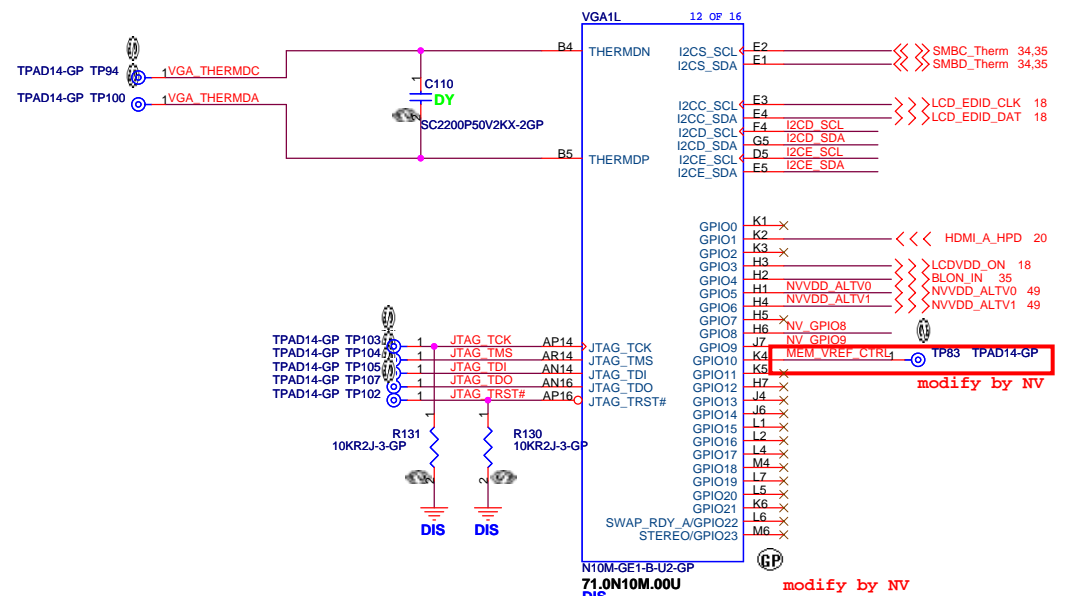 VGA1L 12 OF 16
B4 THERMDN
B5 THERMDP
TPAD14-GP TP94 1 VGA_THERMDC
TPAD14-GP TP100 1 VGA_THERMDA
1
C110
DY
2
SC2200P50V2KX-2GP
I2CS_SCL E2 SMBC_Therm 34,35
I2CS_SDA E1 SMBD_Therm 34,35
I2CC_SCL E3 LCD_EDID_CLK 18
I2CC_SDA E4 LCD_EDID_DAT 18
I2CD_SCL F4 I2CD_SCL
I2CD_SDA G5 I2CD_SDA
I2CE_SCL D5 I2CE_SCL
I2CE_SDA E5 I2CE_SDA
GPIO0 K1
GPIO1 K2 HDMI_A_HPD 20
GPIO2 K3
GPIO3 H3 LCDVDD_ON 18
GPIO4 H2 BLON_IN 35
GPIO5 H1 NVVDD_ALTV0 NVVDD_ALTV0 49
GPIO6 H4 NVVDD_ALTV1 NVVDD_ALTV1 49
GPIO7 H5
GPIO8 H6 NV_GPIO8
GPIO9 J7 NV_GPIO9
GPIO10 K4 MEM_VREF_CTRL 1 TP83 TPAD14-GP
GPIO11 K5
modify by NV
GPIO12 H7
GPIO13 J4
GPIO14 J6
GPIO15 L1
GPIO16 L2
GPIO17 L4
GPIO18 M4
GPIO19 L7
GPIO20 L5
GPIO21 K6
SWAP_RDY_A/GPIO22 L6
STEREO/GPIO23 M6
TPAD14-GP TP103 1 JTAG_TCK AP14 JTAG_TCK
TPAD14-GP TP104 1 JTAG_TMS AR14 JTAG_TMS
TPAD14-GP TP105 1 JTAG_TDI AN14 JTAG_TDI
TPAD14-GP TP107 1 JTAG_TDO AN16 JTAG_TDO
TPAD14-GP TP102 1 JTAG_TRST# AP16 JTAG_TRST#
1 1
R131 R130
10KR2J-3-GP 10KR2J-3-GP
2 2
DIS DIS
GP
N10M-GE1-B-U2-GP
71.0N10M.00U
DIS
modify by NV